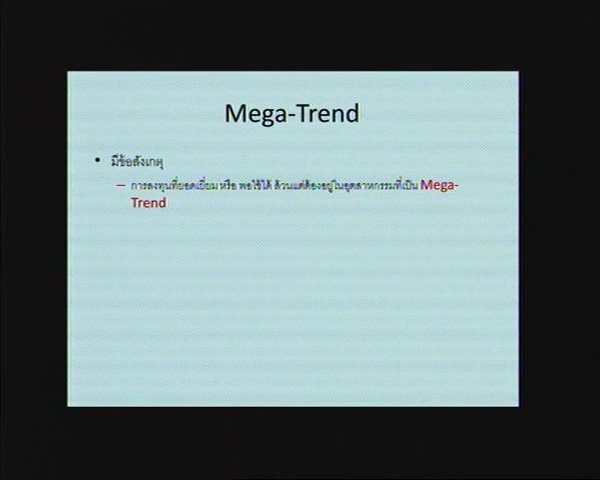 Mega-Trend
• มีข้อสังเกตุ
– การลงทุนที่ยอดเยี่ยม หรือ พอใช้ได้ ล้วนแต่ต้องอยู่ในอุตสาหกรรมที่เป็น Mega-
Trend